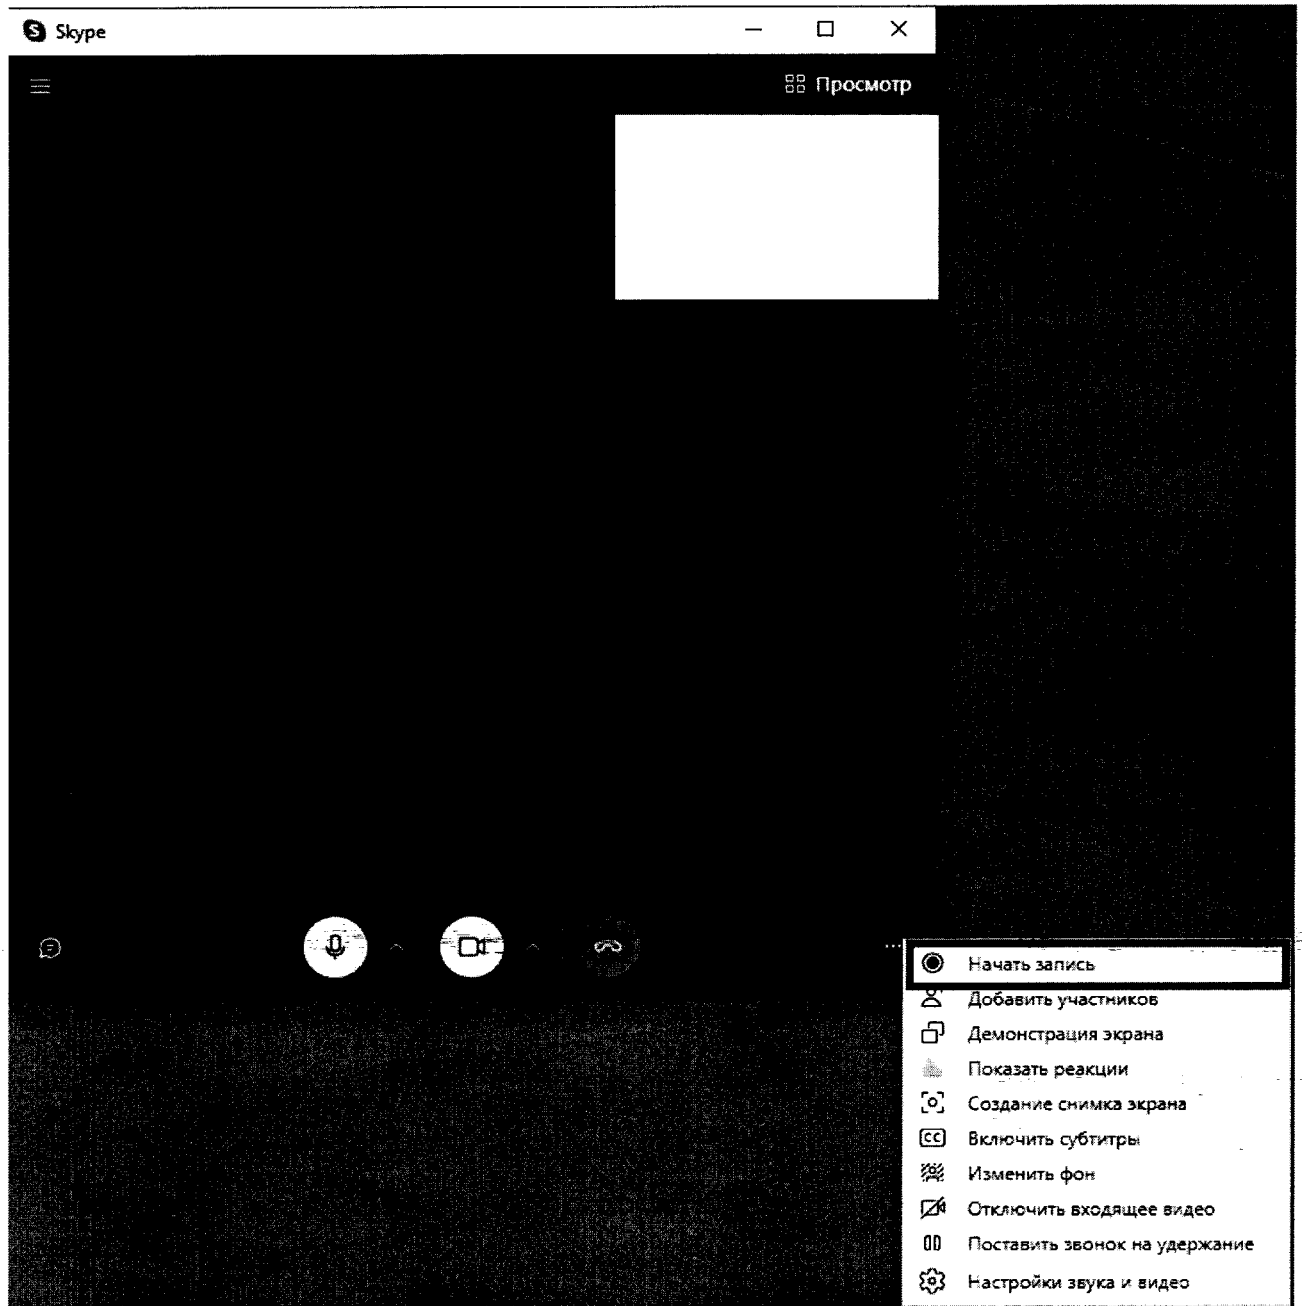 Skype
Просмотр
Начать запись
Добавить участников
Демонстрация экрана
Показать реакции
Создание снимка экрана
CC Включить субтитры
Изменить фон
Отключить входящее видео
Поставить звонок на удержание
Настройки звука и видео